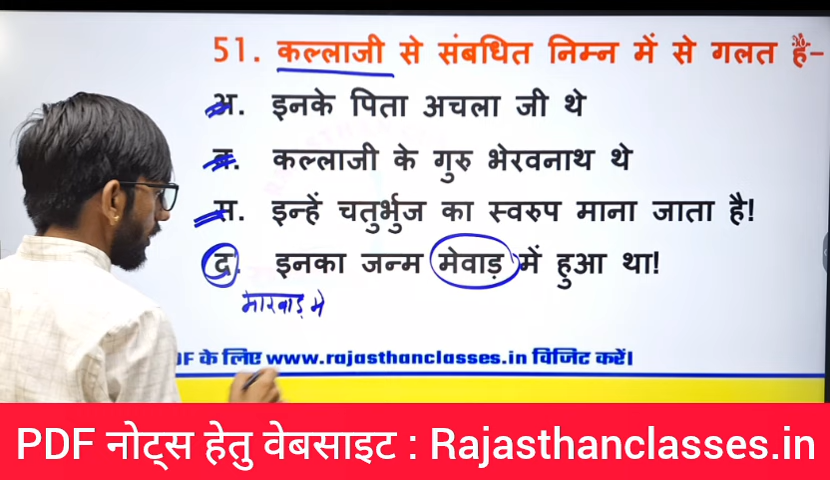 51. कल्लाजी से संबधित निम्न में से गलत है-
अ. इनके पिता अचला जी थे
ब. कल्लाजी के गुरु भेरवनाथ थे
स. इन्हें चतुर्भुज का स्वरुप माना जाता है!
द. इनका जन्म मेवाड़ में हुआ था!
मारवाड़ मे
के लिए www.rajasthanclasses.in विजिट करें।
PDF नोट्स हेतु वेबसाइट : Rajasthanclasses.in